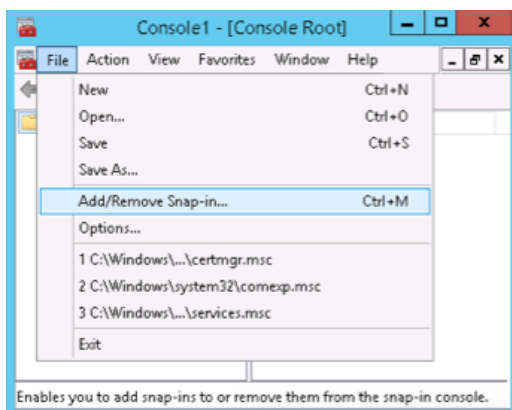 Console1 - [Console Root]
File Action View Favorites Window Help
New Ctrl+N
Open... Ctrl+O
Save Ctrl+S
Save As...
Add/Remove Snap-in... Ctrl+M
Options...
1 C:\Windows\...\certmgr.msc
2 C:\Windows\system32\comexp.msc
3 C:\Windows\...\services.msc
Exit
Enables you to add snap-ins to or remove them from the snap-in console.